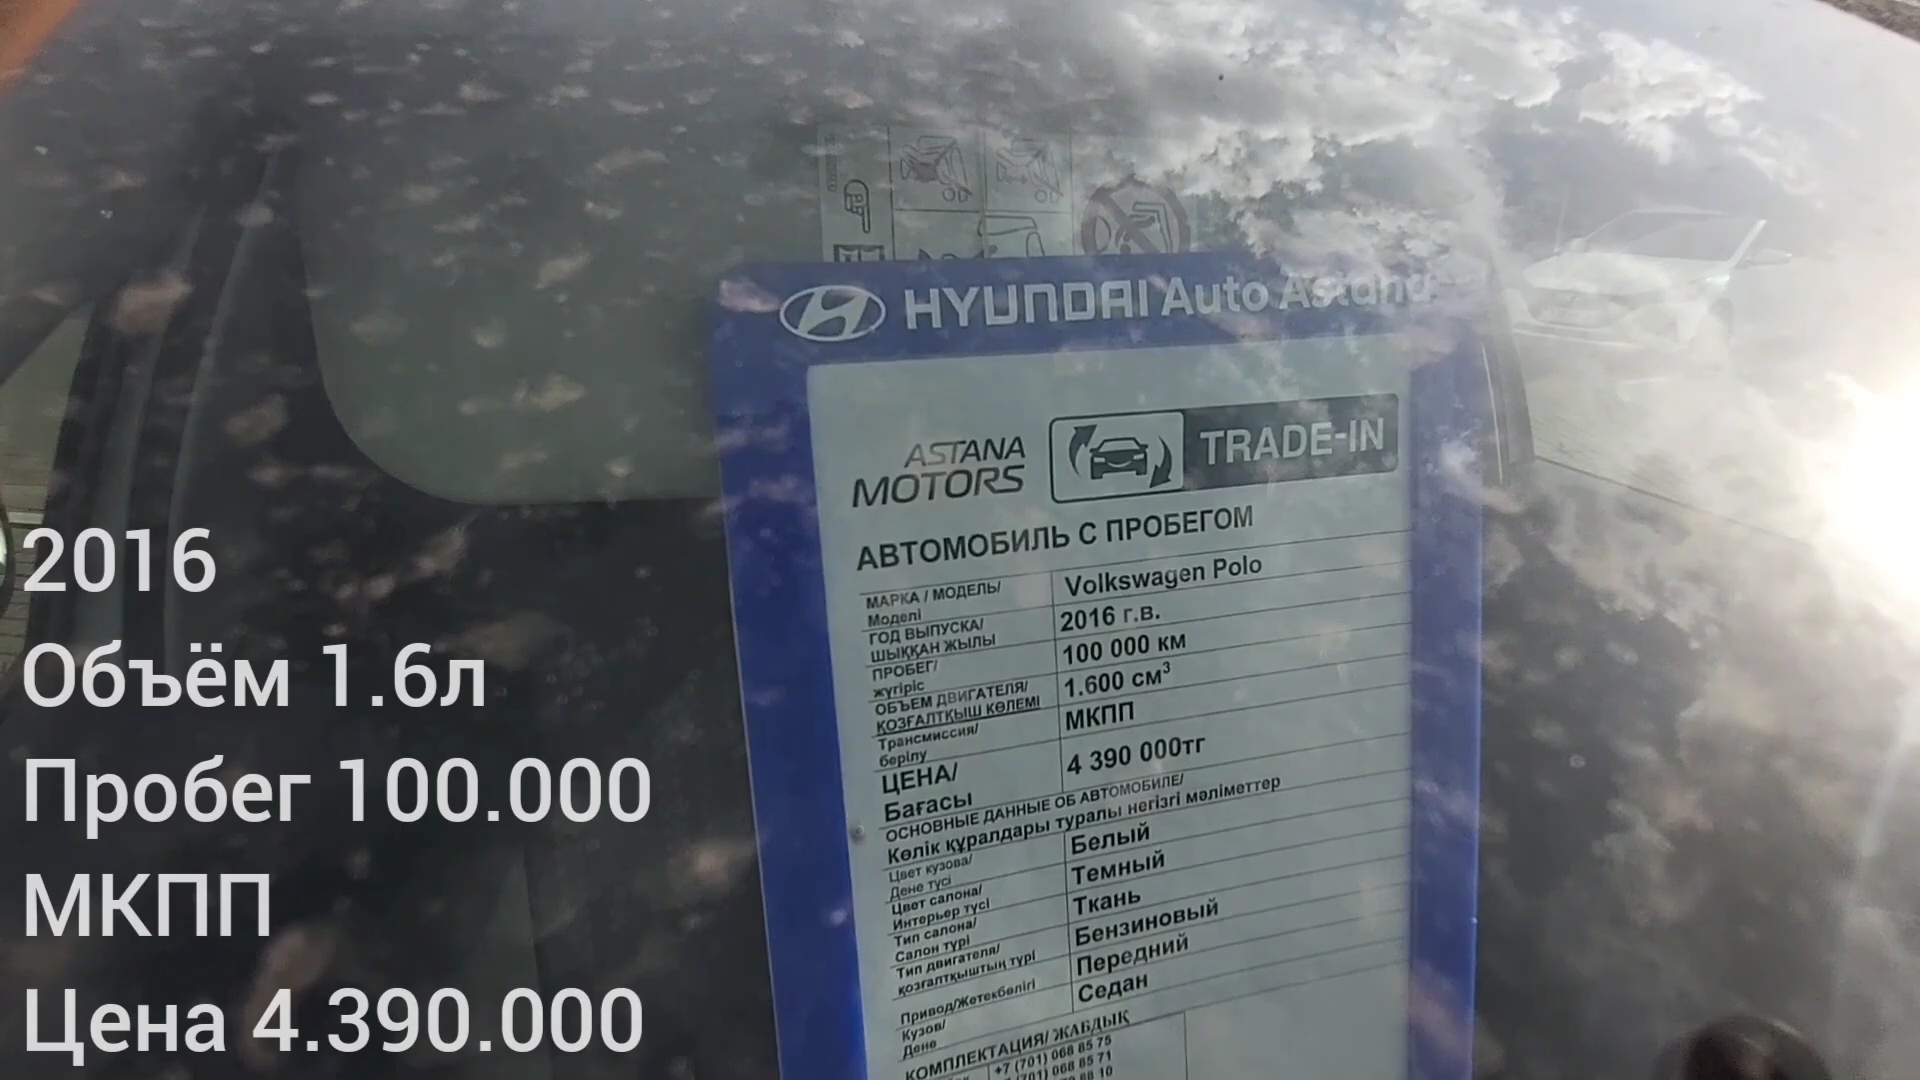 HYUNDAI Auto Astana
ASTANA
MOTORS
TRADE-IN
АВТОМОБИЛЬ С ПРОБЕГОМ
МАРКА / МОДЕЛЬ/
Моделі
Volkswagen Polo
ГОД ВЫПУСКА/
ШЫҚҚАН ЖЫЛЫ
2016 г.в.
ПРОБЕГ/
жүгіріс
100 000 км
ОБЪЕМ ДВИГАТЕЛЯ/
ҚОЗҒАЛТҚЫШ КӨЛЕМІ
1.600 см³
Трансмиссия/
берілу
МКПП
ЦЕНА/
Бағасы
4 390 000тг
ОСНОВНЫЕ ДАННЫЕ ОБ АВТОМОБИЛЕ/
Көлік құралдары туралы негізгі мәліметтер
Цвет кузова/
Дене түсі
Белый
Цвет салона/
Интерьер түсі
Темный
Тип салона/
Салон түрі
Ткань
Тип двигателя/
қозғалтқыштың түрі
Бензиновый
Привод/Жетекбөлігі
Передний
Кузов/
Дене
Седан
КОМПЛЕКТАЦИЯ/ ЖАБДЫҚ
+7 (701) 068 85 75
(701) 068 85 71
2016
Объём 1.6л
Пробег 100.000
МКПП
Цена 4.390.000